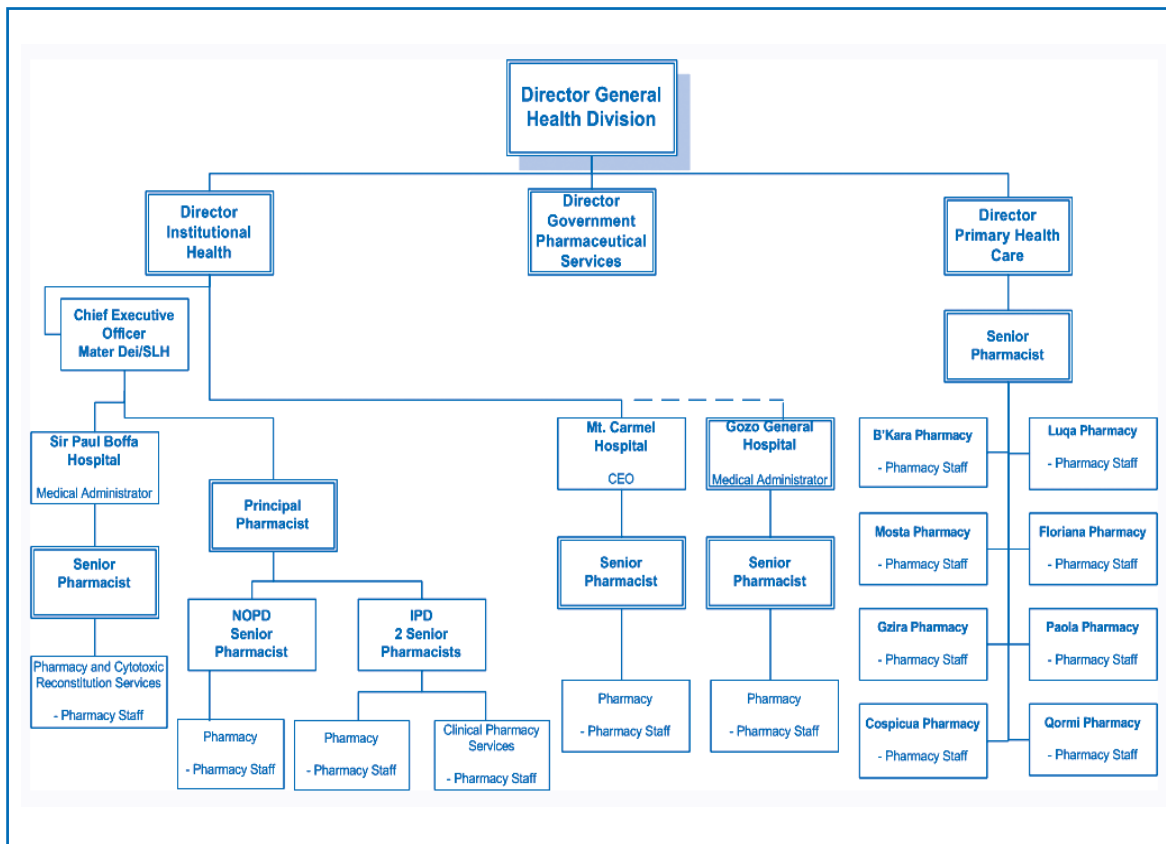 Director General
Health Division
Director
Institutional
Health
Director
Government
Pharmaceutical
Services
Director
Primary Health
Care
Chief Executive
Officer
Mater Dei/SLH
Senior
Pharmacist
Sir Paul Boffa
Hospital
Medical Administrator
Mt. Carmel
Hospital
CEO
Gozo General
Hospital
Medical Administrator
B'Kara Pharmacy
- Pharmacy Staff
Luqa Pharmacy
- Pharmacy Staff
Principal
Pharmacist
Senior
Pharmacist
Senior
Pharmacist
Senior
Pharmacist
Mosta Pharmacy
- Pharmacy Staff
Floriana Pharmacy
- Pharmacy Staff
NOPD
Senior
Pharmacist
IPD
2 Senior
Pharmacists
Gzira Pharmacy
- Pharmacy Staff
Paola Pharmacy
- Pharmacy Staff
Pharmacy and Cytotoxic
Reconstitution Services
- Pharmacy Staff
Pharmacy
- Pharmacy Staff
Pharmacy
- Pharmacy Staff
Clinical Pharmacy
Services
- Pharmacy Staff
Pharmacy
- Pharmacy Staff
Pharmacy
- Pharmacy Staff
Cospicua Pharmacy
- Pharmacy Staff
Qormi Pharmacy
- Pharmacy Staff